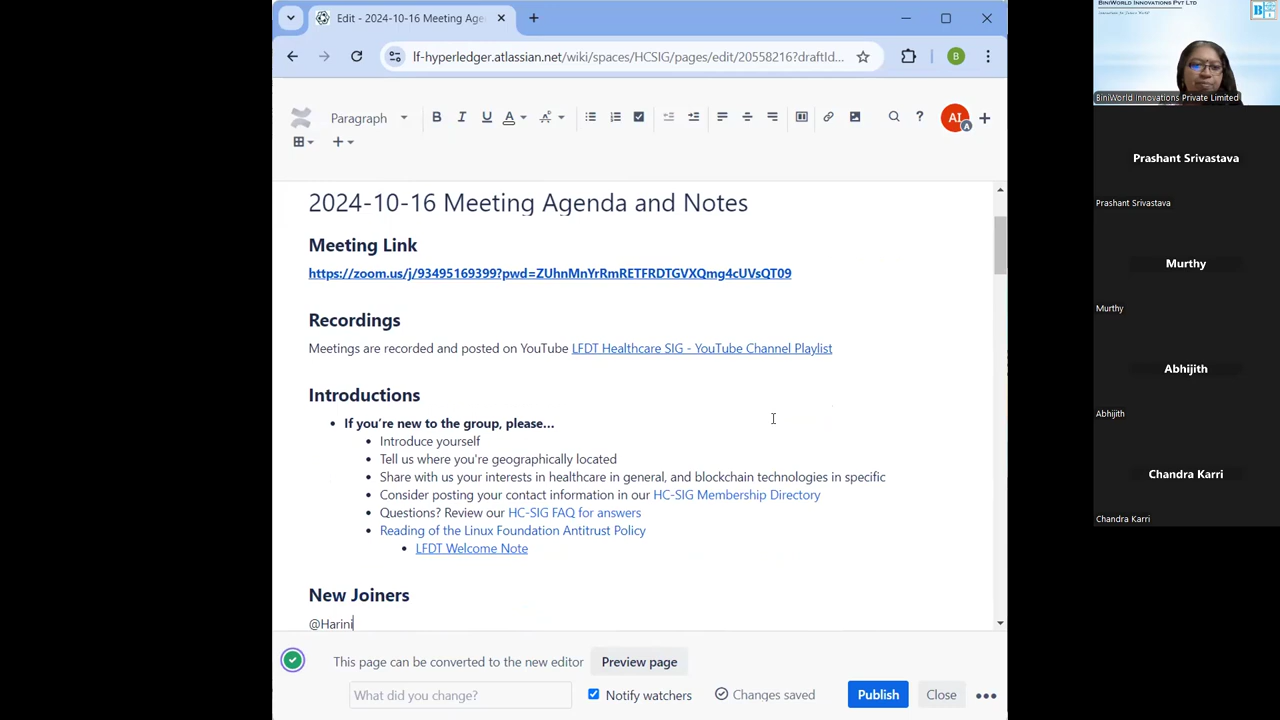 Edit - 2024-10-16 Meeting Age
lf-hyperledger.atlassian.net/wiki/spaces/HCSIG/pages/edit/20558216?draftId...
B
Paragraph
B I U A
AI
A
2024-10-16 Meeting Agenda and Notes
Meeting Link
https://zoom.us/j/93495169399?pwd=ZUhnMnYrRmRETFRDTGVXQmg4cUVsQT09
Recordings
Meetings are recorded and posted on YouTube LFDT Healthcare SIG - YouTube Channel Playlist
Introductions
If you're new to the group, please...
Introduce yourself
Tell us where you're geographically located
Share with us your interests in healthcare in general, and blockchain technologies in specific
Consider posting your contact information in our HC-SIG Membership Directory
Questions? Review our HC-SIG FAQ for answers
Reading of the Linux Foundation Antitrust Policy
LFDT Welcome Note
New Joiners
@Harini
This page can be converted to the new editor
Preview page
What did you change?
Notify watchers
Changes saved
Publish
Close
BINIWORLD INNOVATIONS PVT LTD
B
BiniWorld Innovations Private Limited
Prashant Srivastava
Prashant Srivastava
Murthy
Murthy
Abhijith
Abhijith
Chandra Karri
Chandra Karri